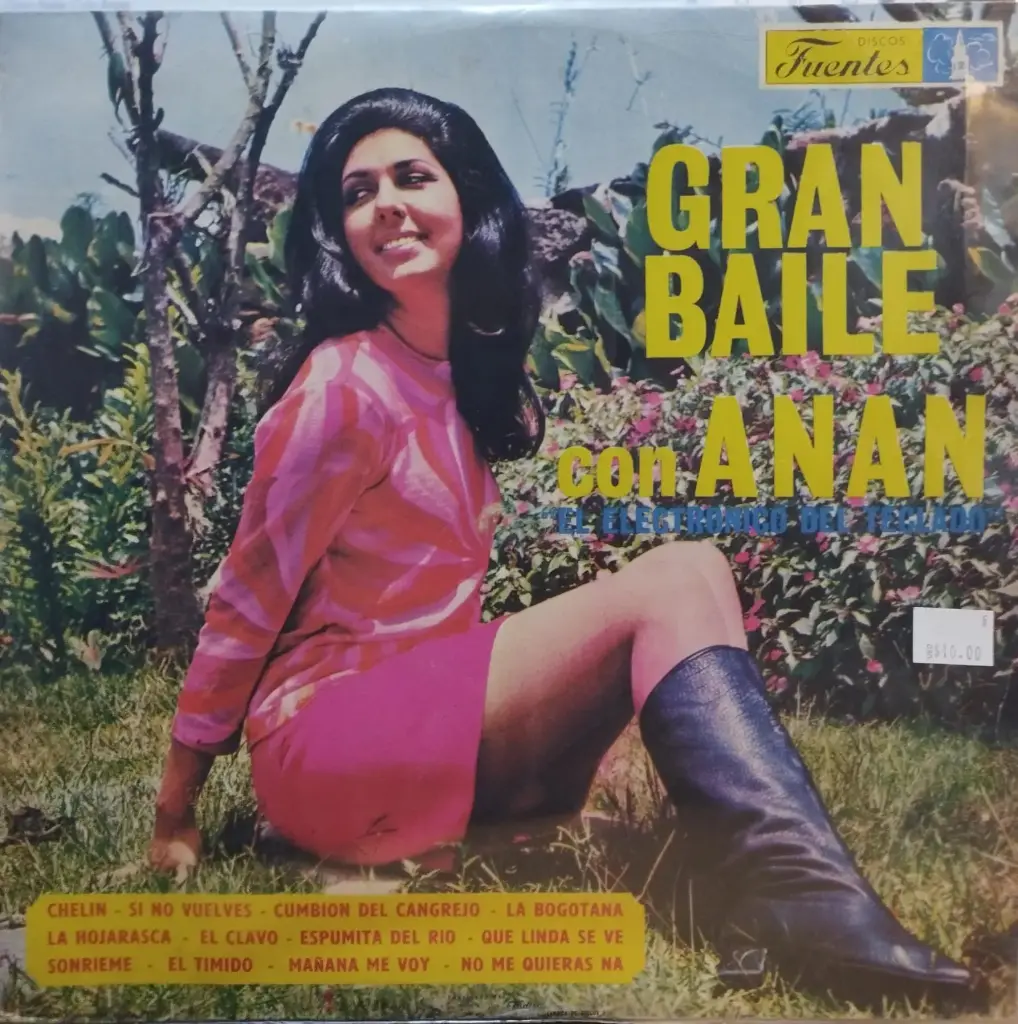 DISCOS
Fuentes
GRAN
BAILE
con ANAN
"EL ELECTRONICO DEL TECLADO"
CHELIN - SI NO VUELVES - CUMBION DEL CANGREJO - LA BOGOTANA
LA HOJARASCA - EL CLAVO - ESPUMITA DEL RIO - QUE LINDA SE VE
SONRIEME - EL TIMIDO - MAÑANA ME VOY - NO ME QUIERAS NA